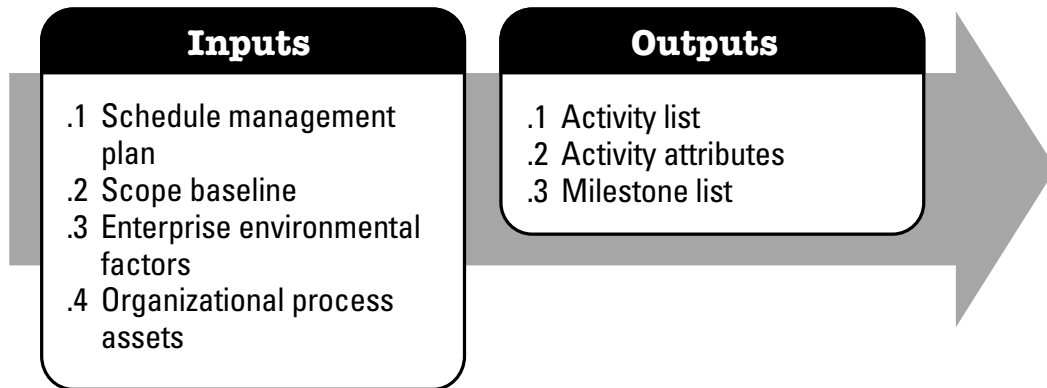 Inputs
.1 Schedule management
plan
.2 Scope baseline
.3 Enterprise environmental
factors
.4 Organizational process
assets
Outputs
.1 Activity list
.2 Activity attributes
.3 Milestone list